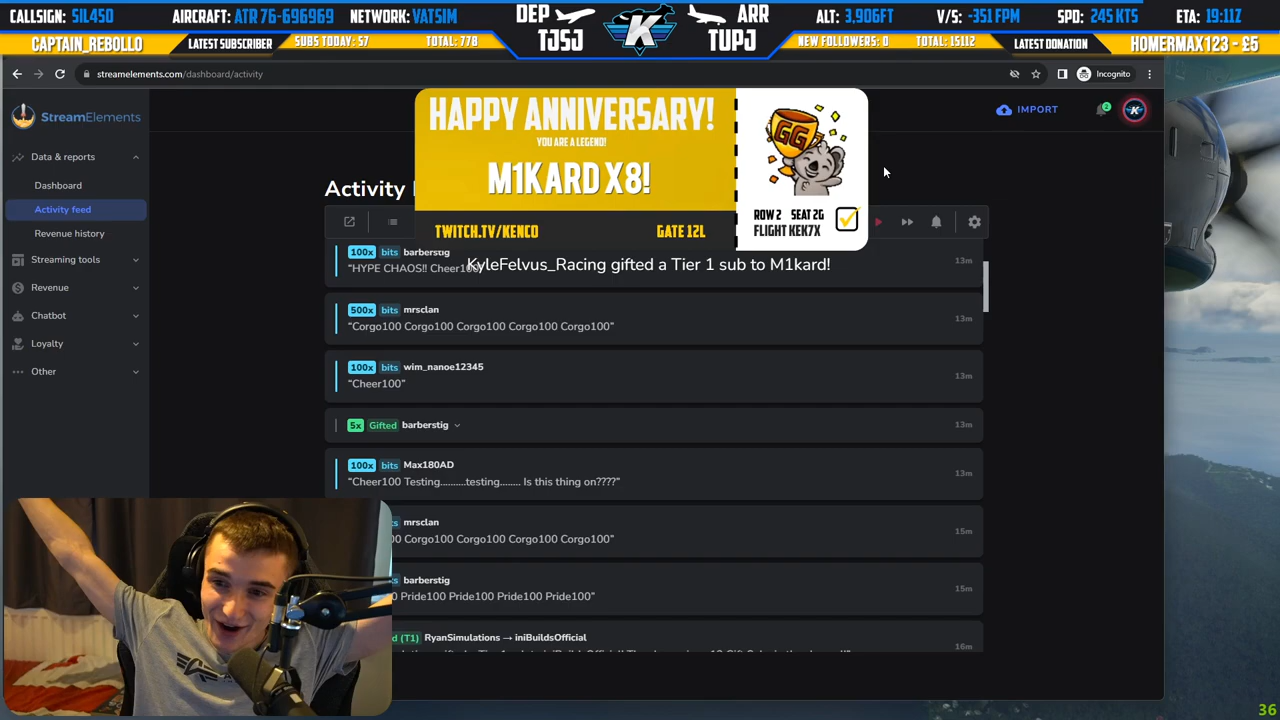 CALLSIGN: SIL450
AIRCRAFT: ATR 76-696969
NETWORK: VATSIM
DEP
TJSJ
K
ARR
TUPJ
ALT: 3,906FT
V/S: -351 FPM
SPD: 245 KTS
ETA: 19:11Z
CAPTAIN_REBOLLO
LATEST SUBSCRIBER
SUBS TODAY: 57
TOTAL: 778
NEW FOLLOWERS: 0
TOTAL: 15112
LATEST DONATION
HOMERMAX123 - £5
streamelements.com/dashboard/activity
Incognito
StreamElements
IMPORT
2
K
Data & reports
Dashboard
Activity feed
Revenue history
Streaming tools
Revenue
Chatbot
Loyalty
Other
Activity
HAPPY ANNIVERSARY!
YOU ARE A LEGEND!
M1KARD X8!
TWITCH.TV/KENCO
GATE 12L
GG
ROW 2 SEAT 2G
FLIGHT KEK7X
KyleFelvus_Racing gifted a Tier 1 sub to M1kard!
100x bits barberstig
"HYPE CHAOS!! Cheer100"
13m
500x bits mrsclan
"Corgo100 Corgo100 Corgo100 Corgo100 Corgo100"
13m
100x bits wim_nanoe12345
"Cheer100"
13m
5x Gifted barberstig
13m
100x bits Max180AD
"Cheer100 Testing..........testing........ Is this thing on????"
13m
mrsclan
Corgo100 Corgo100 Corgo100 Corgo100"
15m
barberstig
Pride100 Pride100 Pride100 Pride100"
15m
(T1) RyanSimulations → iniBuildsOfficial
16m
36